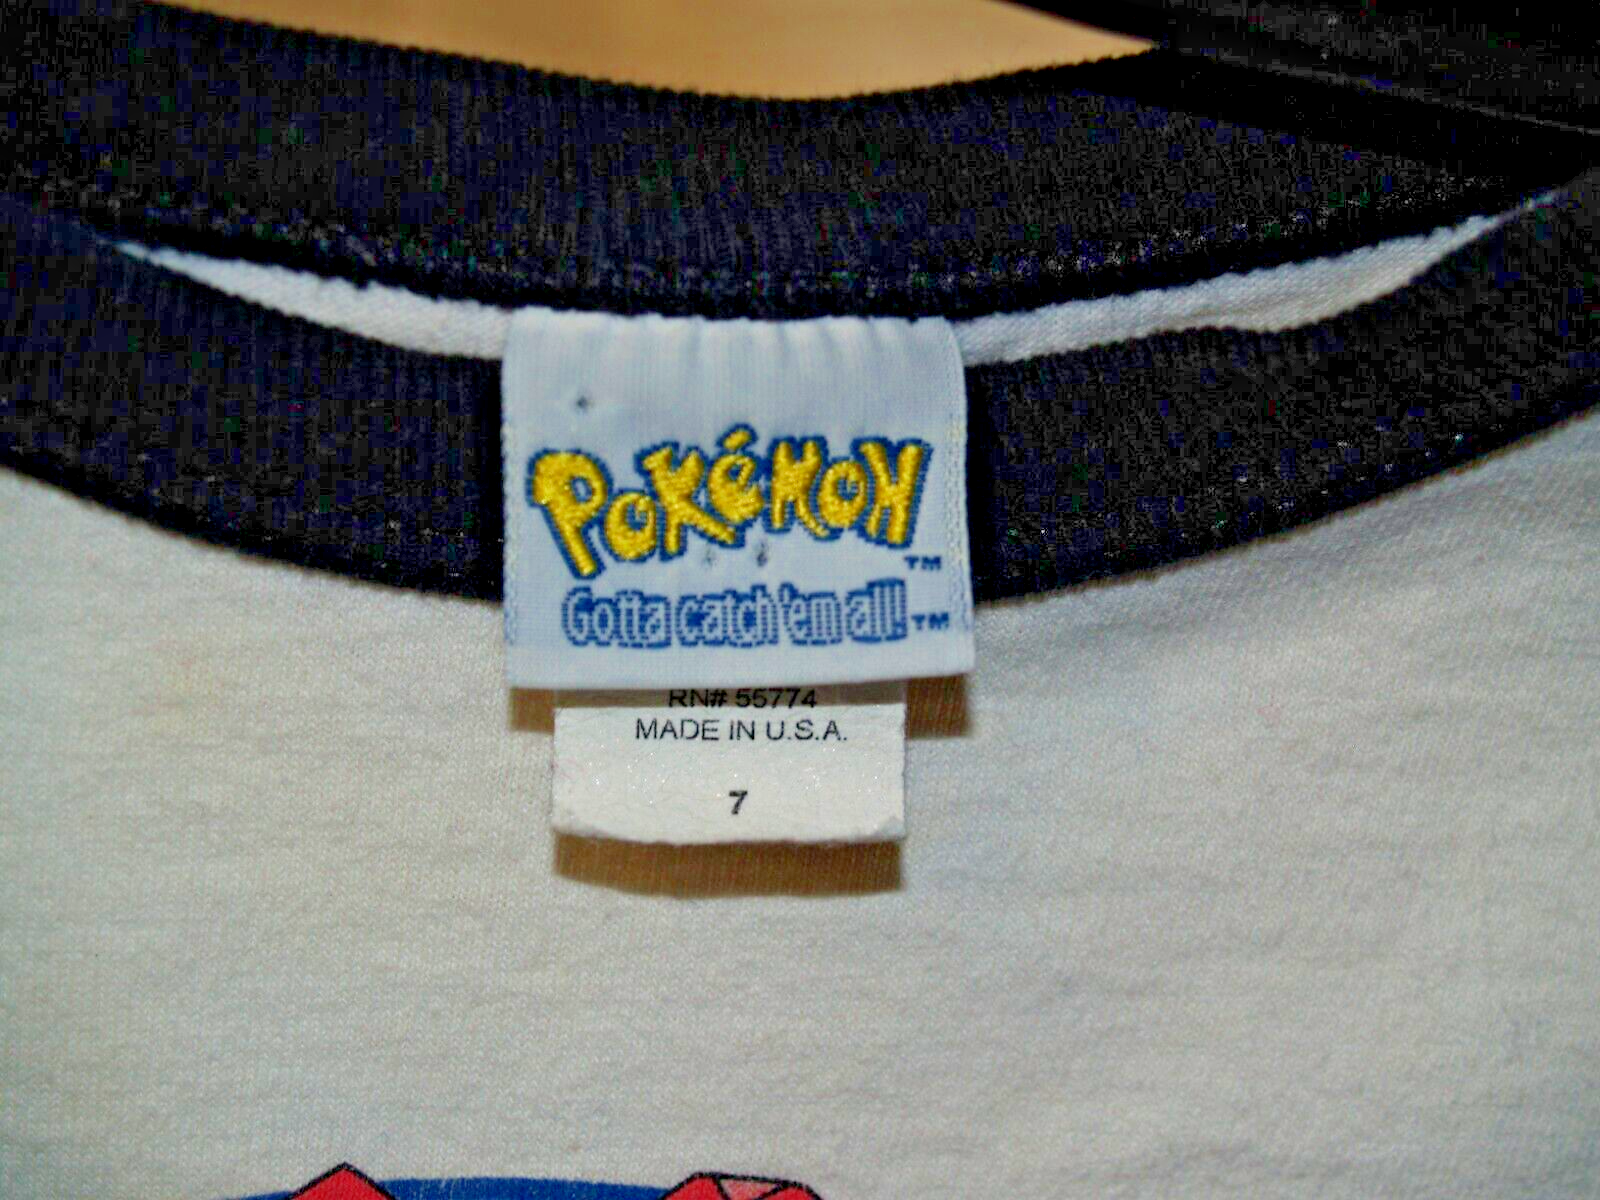 POKéMON™
Gotta catch 'em all!™
RN# 55774
MADE IN U.S.A.
7